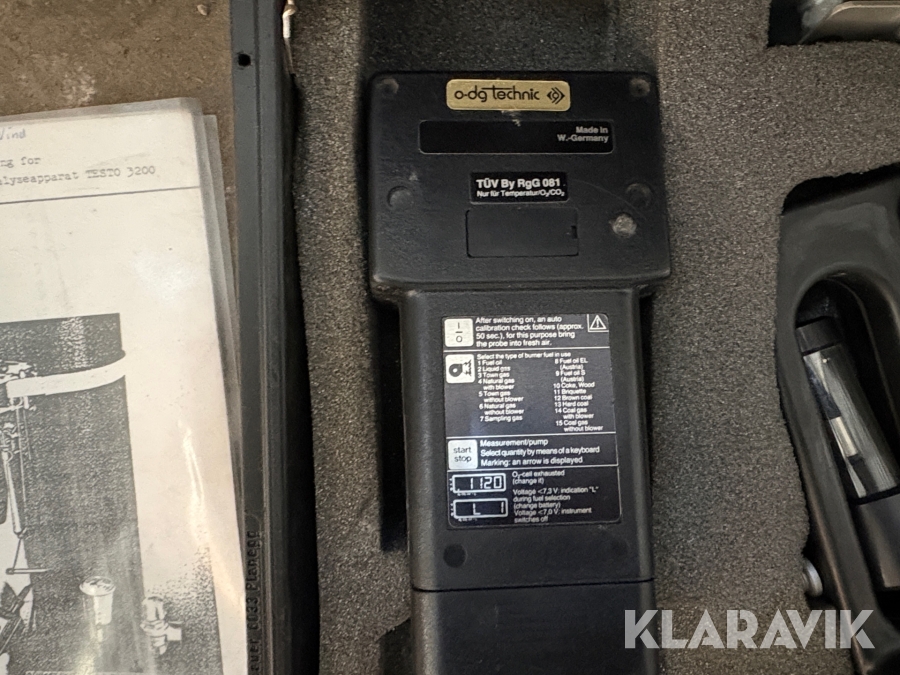 o-dg technic
Made in
W.-Germany
TÜV By RgG 081
Nur für Temperatur/O₂/CO₂
ng for
lyseapparat TESTO 3200
I
O
After switching on, an auto
calibration check follows (approx.
50 sec.), for this purpose bring
the probe into fresh air.
Select the type of burner fuel in use
1 Fuel oil
2 Liquid gas
3 Town gas
4 Natural gas
with blower
5 Town gas
without blower
6 Natural gas
without blower
7 Sampling gas
8 Fuel oil EL
(Austria)
9 Fuel oil S
(Austria)
10 Coke, Wood
11 Briquette
12 Brown coal
13 Hard coal
14 Coal gas
with blower
15 Coal gas
without blower
start
stop
Measurement/pump
Select quantity by means of a keyboard
Marking: an arrow is displayed
1120
O₂-cell exhausted
(change it)
L 1
Voltage <7,3 V: indication "L"
during fuel selection
(change battery)
Voltage <7,0 V: instrument
switches off
KLARAVIK